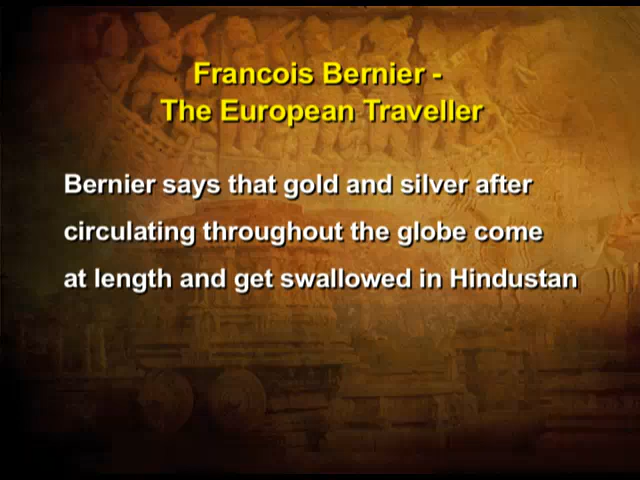 Francois Bernier -
The European Traveller
Bernier says that gold and silver after
circulating throughout the globe come
at length and get swallowed in Hindustan